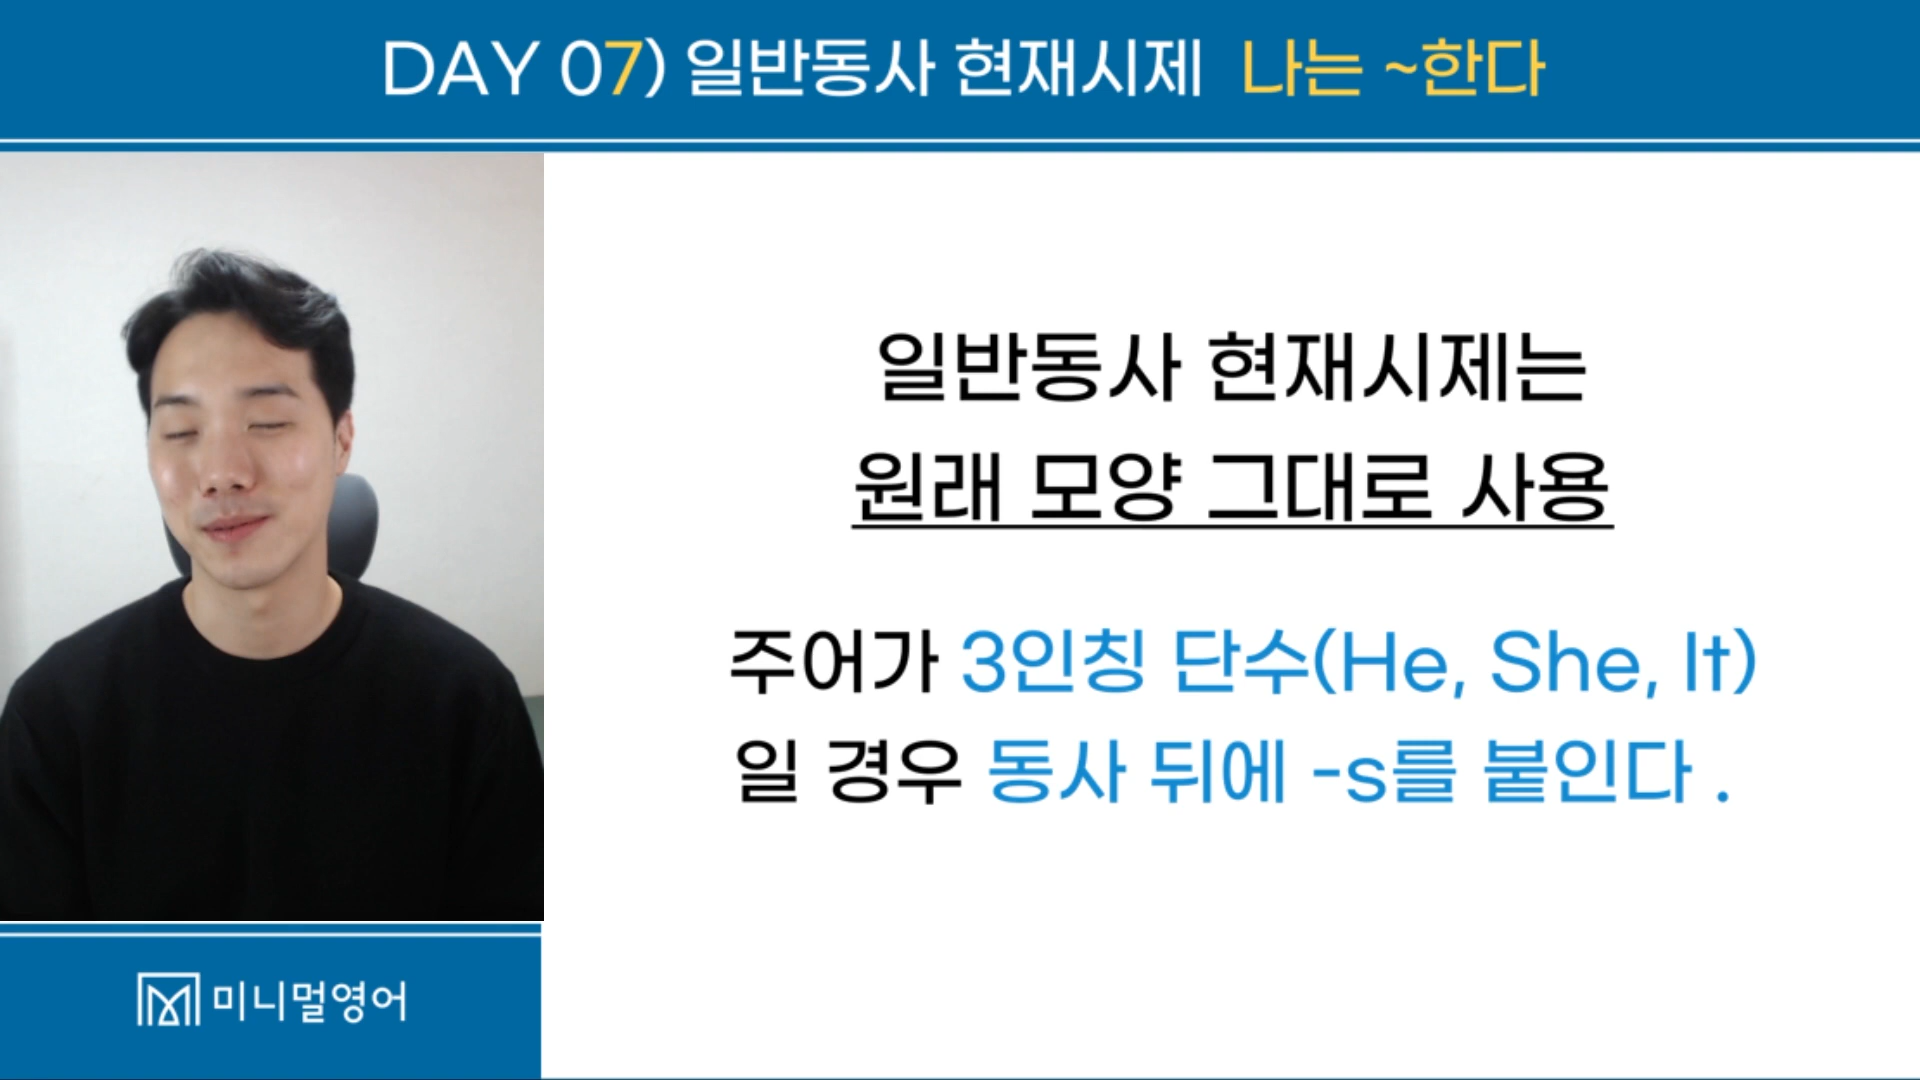 DAY 07) 일반동사 현재시제 나는 ~한다
일반동사 현재시제는
원래 모양 그대로 사용
주어가 3인칭 단수(He, She, It)
일 경우 동사 뒤에 -s를 붙인다 .
미니멀영어